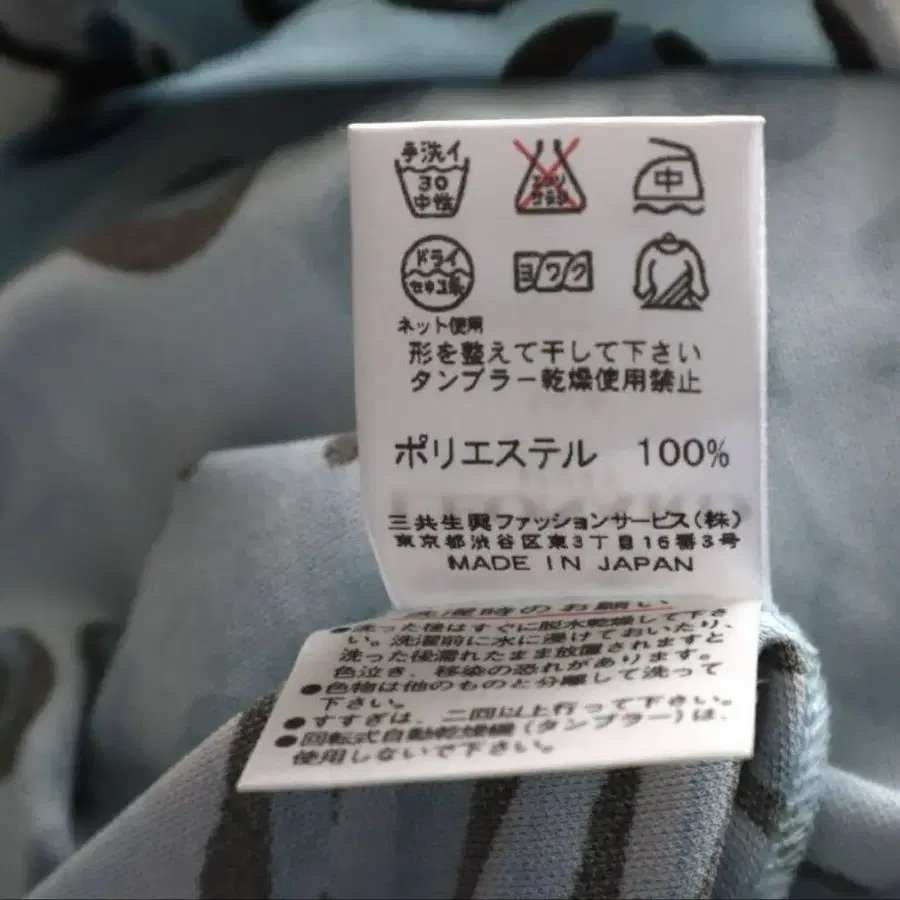 手洗イ
30
中性
エンソ
サラシ
中
ドライ
セキユ系
ヨワク
ネット使用
形を整えて干して下さい
タンブラー乾燥使用禁止
ポリエステル 100%
三共生興ファッションサービス(株)
東京都渋谷区東3丁目16番3号
MADE IN JAPAN
洗濯時のお願い
●洗った後はすぐに脱水乾燥して下さ
い。洗濯前に水に浸けておいたり、
洗った後濡れたまま放置されますと
色泣き、移染の恐れがあります。
●色物は他のものと分離して洗って
下さい。
●すすぎは、二回以上行って下さい。
●回転式自動乾燥機(タンブラー)は、
使用しないで下さい。